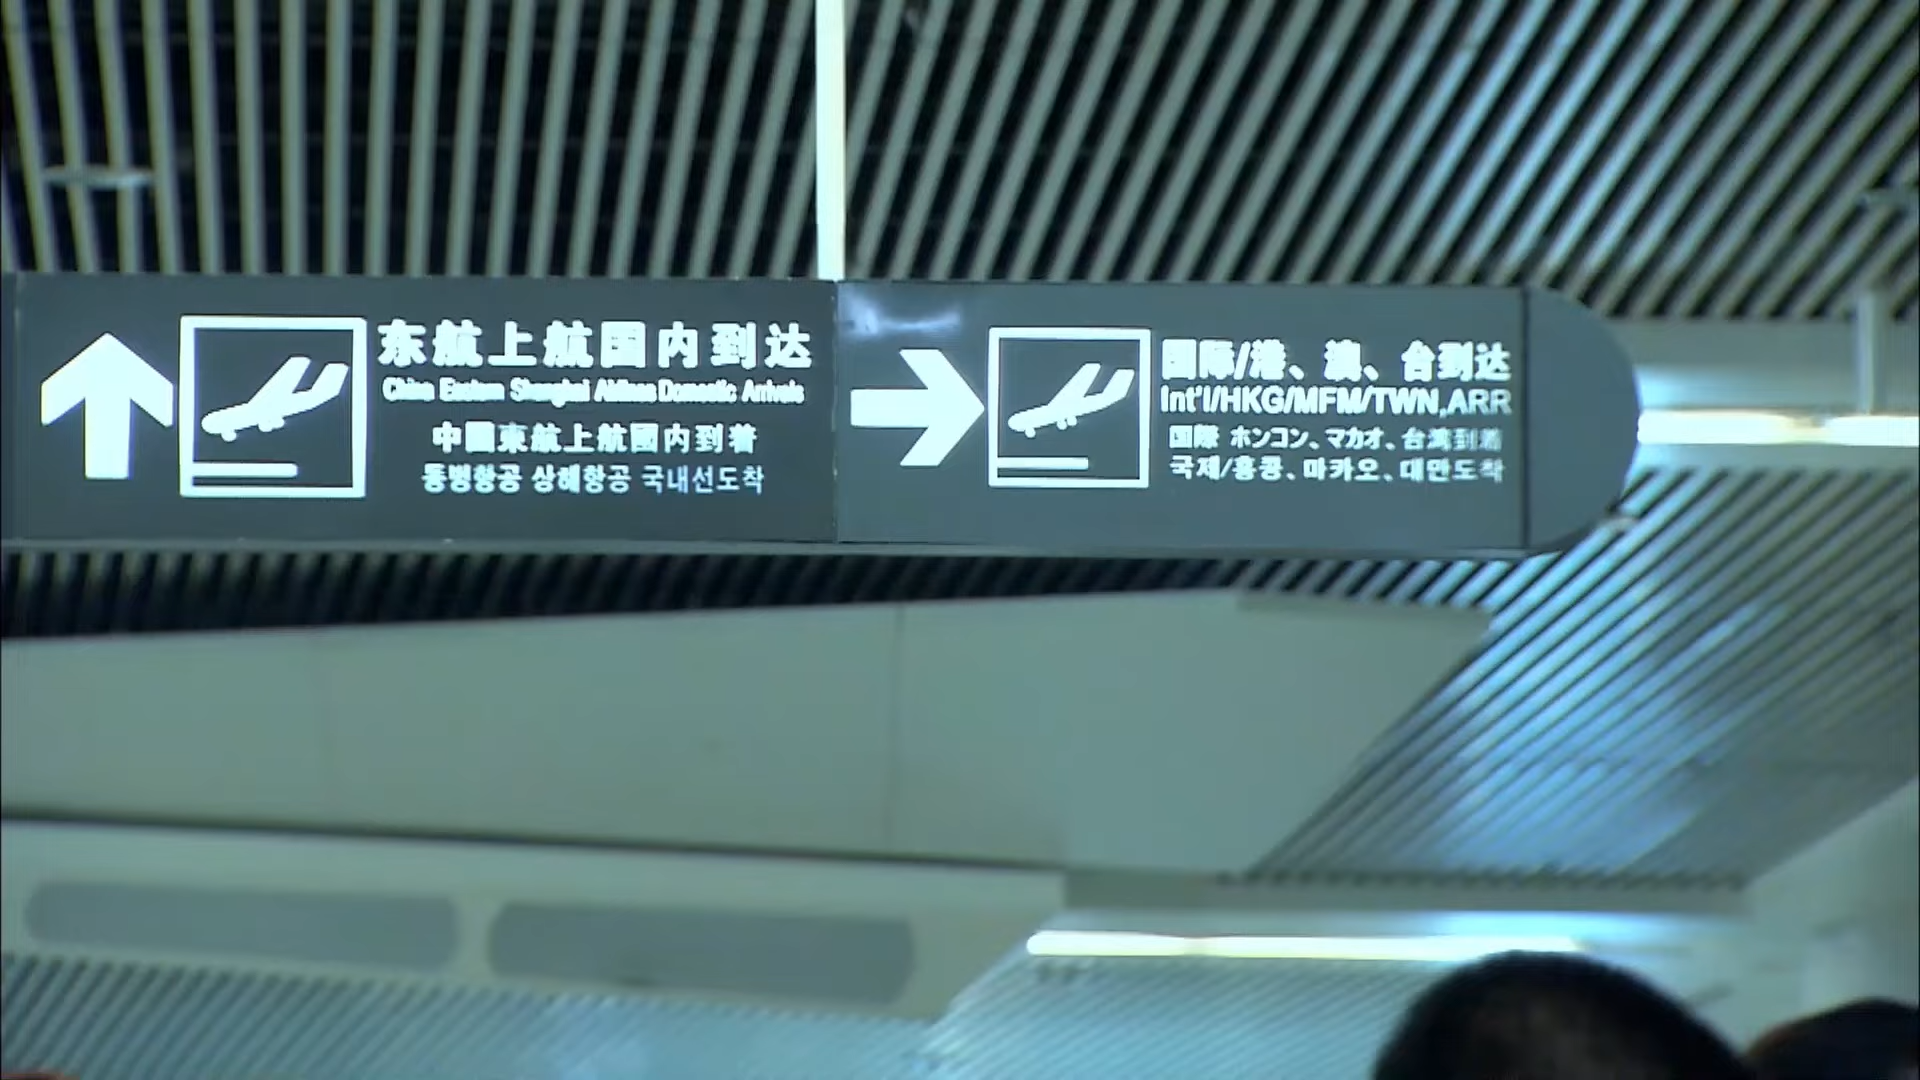 东航上航国内到达
China Eastern Shanghai Airlines Domestic Arrivals
中國東航上航國内到着
동방항공 상해항공 국내선도착
国际/港、澳、台到达
Int'l/HKG/MFM/TWN,ARR
国際 ホンコン、マカオ、台湾到着
국제/홍콩、마카오、대만도착